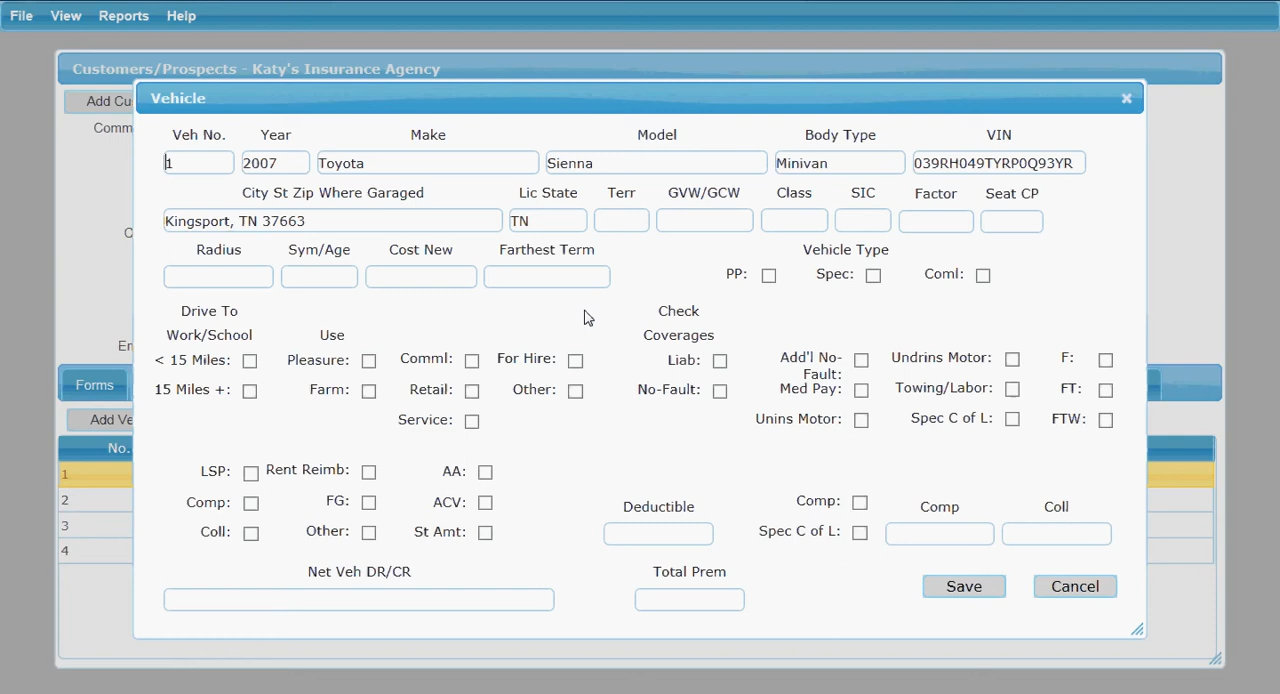 File View Reports Help
Customers/Prospects - Katy's Insurance Agency
Add Cu
Comm
Vehicle
Veh No. Year Make Model Body Type VIN
1 2007 Toyota Sienna Minivan 039RH049TYRP0Q93YR
City St Zip Where Garaged Lic State Terr GVW/GCW Class SIC Factor Seat CP
Kingsport, TN 37663 TN
C
Radius Sym/Age Cost New Farthest Term Vehicle Type
PP: Spec: Coml:
Drive To Work/School Use Check Coverages
En
< 15 Miles: Pleasure: Comml: For Hire: Liab: Add'l No-Fault: Undrins Motor: F:
15 Miles +: Farm: Retail: Other: No-Fault: Med Pay: Towing/Labor: FT:
Service: Unins Motor: Spec C of L: FTW:
Forms
Add Ve
No.
1
2
3
4
LSP: Rent Reimb: AA:
Comp: FG: ACV: Deductible Comp: Comp Coll
Coll: Other: St Amt: Spec C of L:
Net Veh DR/CR Total Prem
Save Cancel